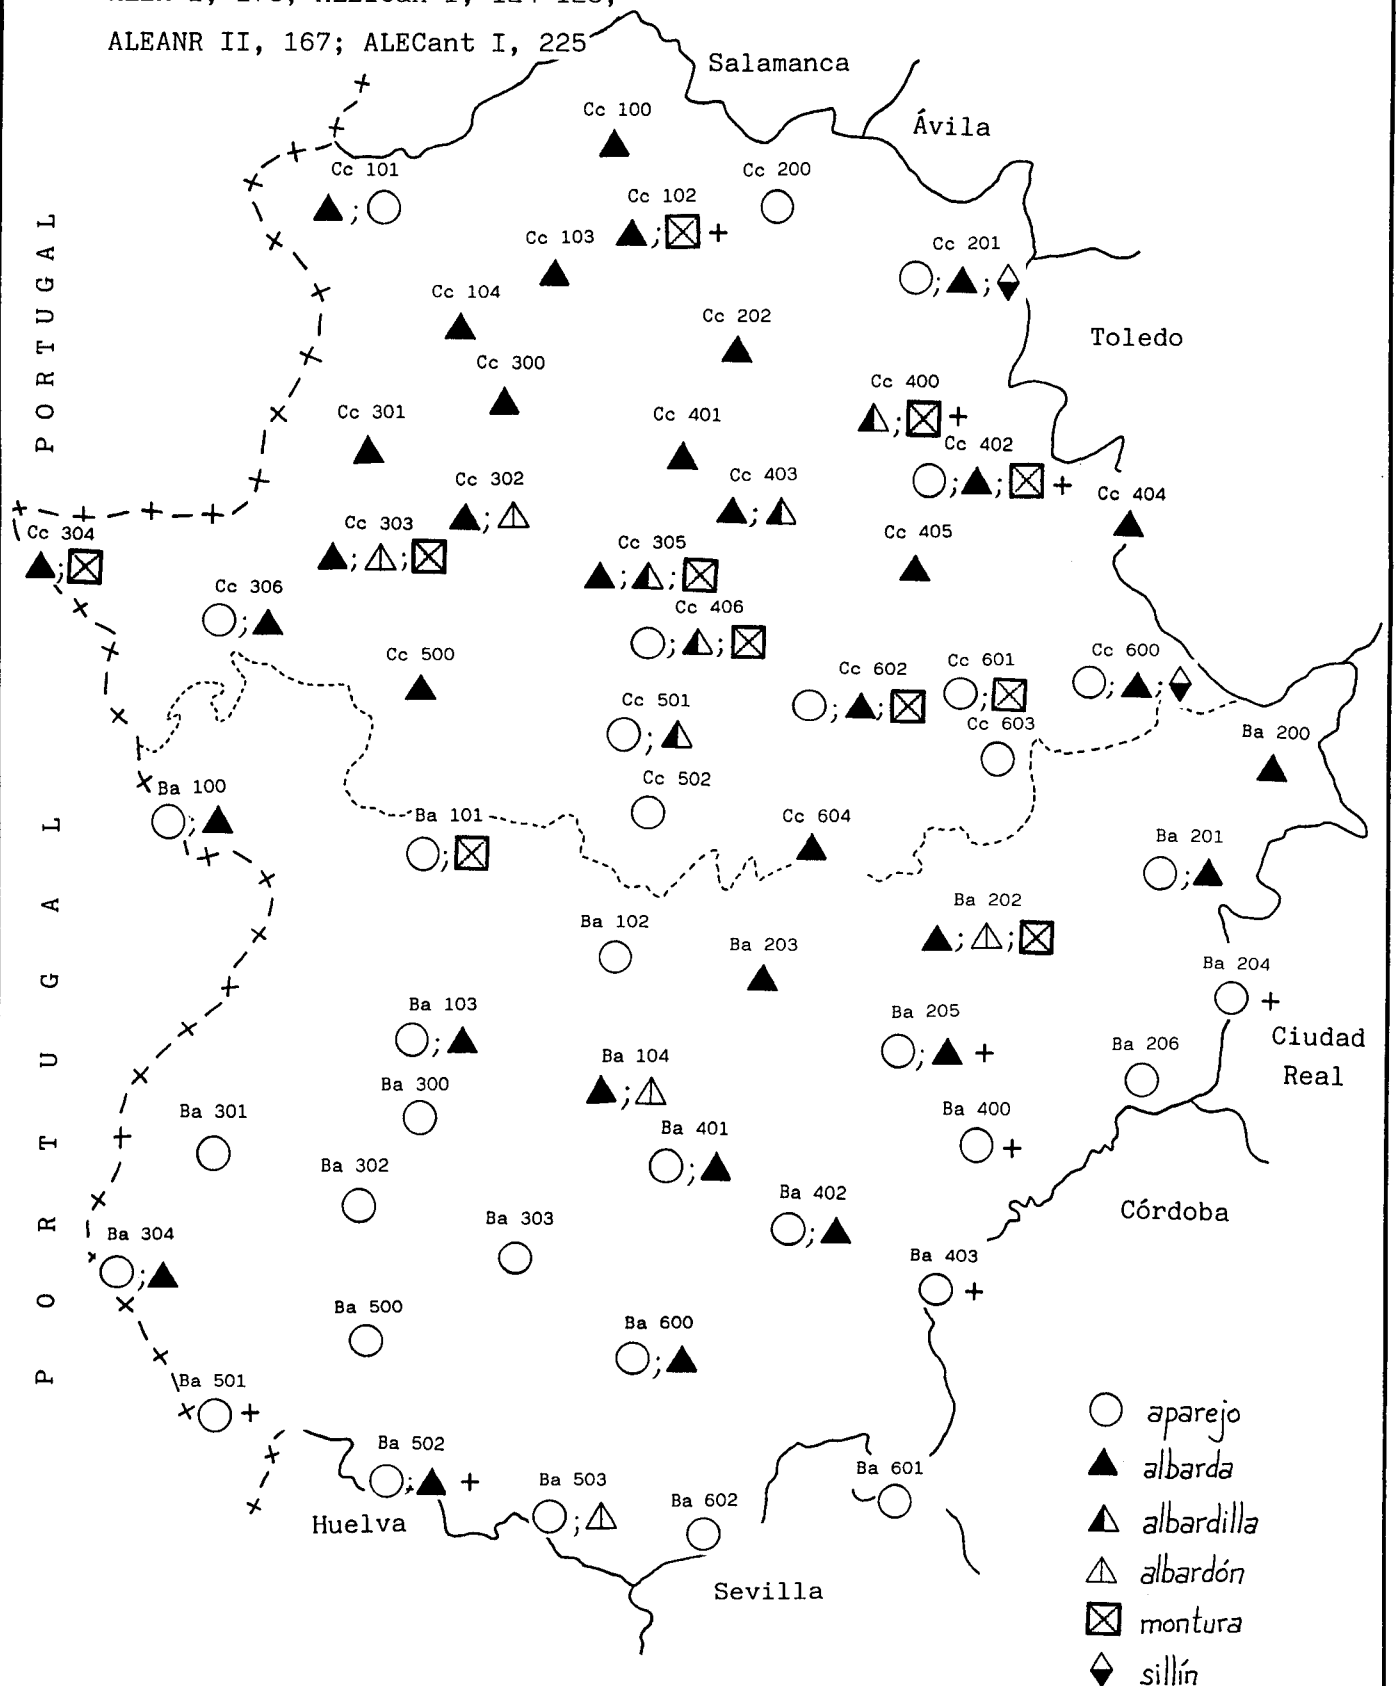 ALEANR II, 167; ALECant I, 225
Salamanca
Cc 100
Ávila
Cc 101
Cc 200
Cc 102
; +
;
Cc 103
Cc 201
; ;
Cc 104
Cc 202
Toledo
PORTUGAL
Cc 300
Cc 400
; +
Cc 301
Cc 401
Cc 402
; ; +
Cc 302
;
Cc 403
;
Cc 404
Cc 303
; ;
Cc 304
;
Cc 305
; ;
Cc 405
Cc 306
;
Cc 406
; ;
Cc 500
Cc 602
; ;
Cc 601
;
Cc 600
; ;
Cc 501
;
Cc 603
Ba 200
Cc 502
Ba 100
;
Ba 101
;
Cc 604
Ba 201
;
PORTUGAL
Ba 102
Ba 203
Ba 202
; ;
Ba 204
+
Ba 103
;
Ba 205
; +
Ciudad
Real
Ba 104
;
Ba 206
Ba 300
Ba 301
Ba 401
;
Ba 400
+
Ba 302
Ba 402
;
Córdoba
Ba 303
Ba 304
;
Ba 403
+
Ba 500
Ba 600
;
Ba 501
+
Ba 502
; +
Ba 503
;
Ba 602
Ba 601
Huelva
Sevilla
aparejo
albarda
albardilla
albardón
montura
sillín